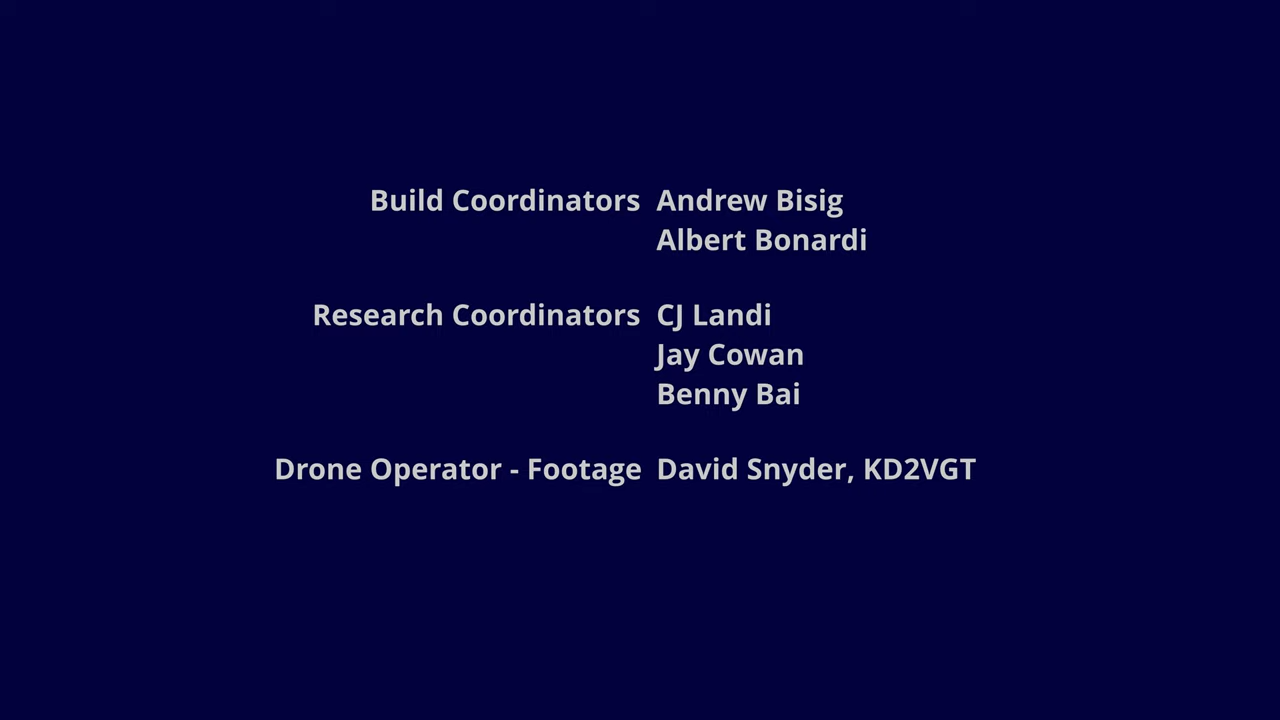 Build Coordinators Andrew Bisig
Albert Bonardi
Research Coordinators CJ Landi
Jay Cowan
Benny Bai
Drone Operator - Footage David Snyder, KD2VGT